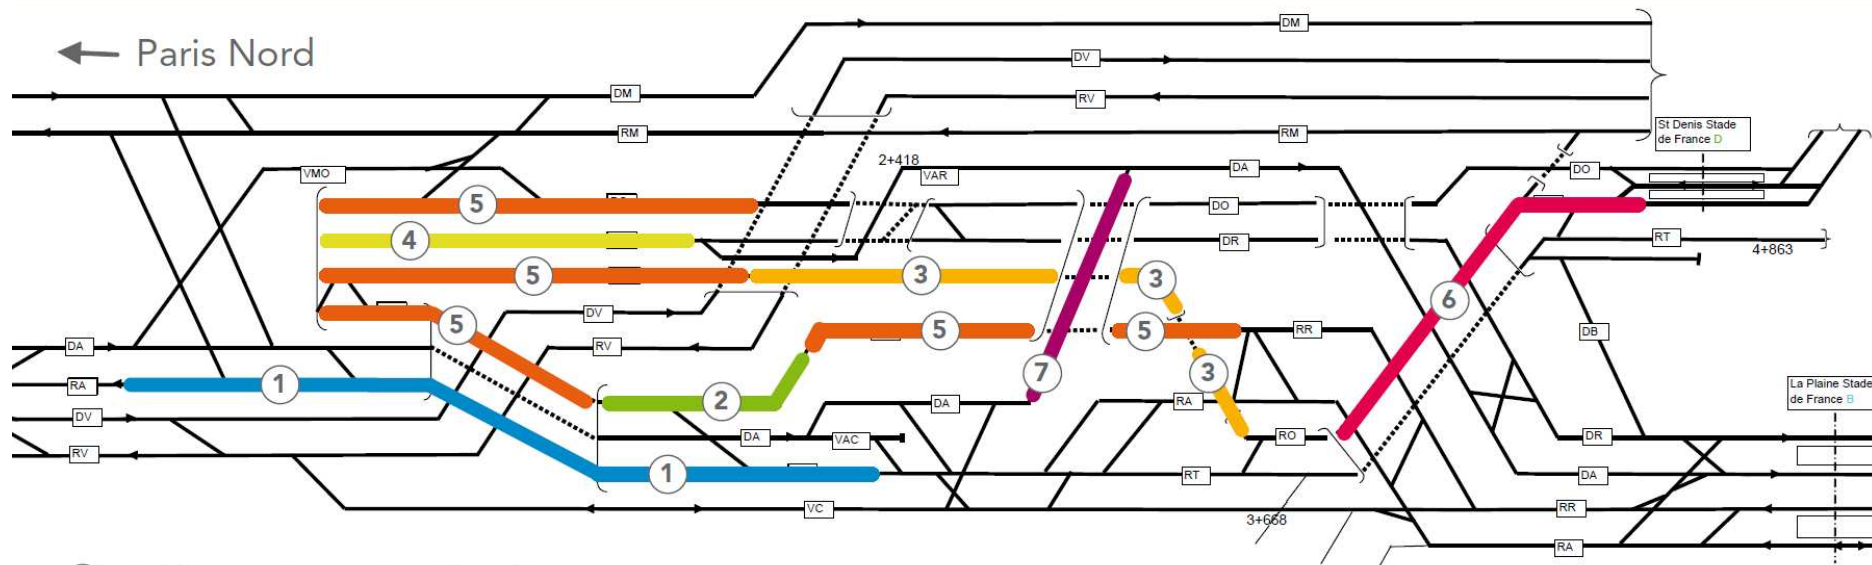 Paris Nord
DM
DV
DM
RV
RM
RM
St Denis Stade
de France D
2+418
VMO
VAR
DA
DO
5
DO
4
DR
RT
4+863
5
3
3
6
DV
5
5
5
RR
DB
DA
RV
RA
1
7
3
La Plaine Stade
de France B
2
DA
RA
DV
DA
VAC
RO
DR
RV
1
RT
DA
VC
RR
3+668
RA